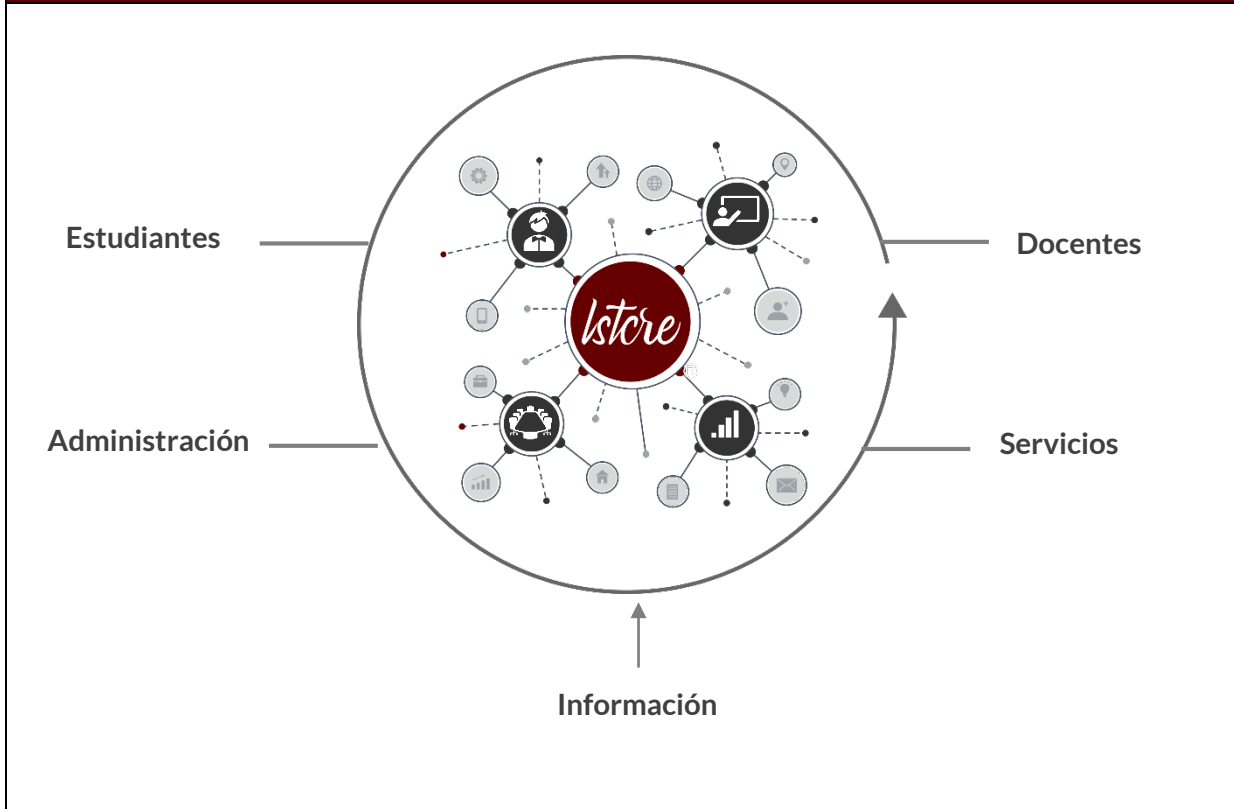 Estudiantes
Docentes
Istcre
Administración
Servicios
Información